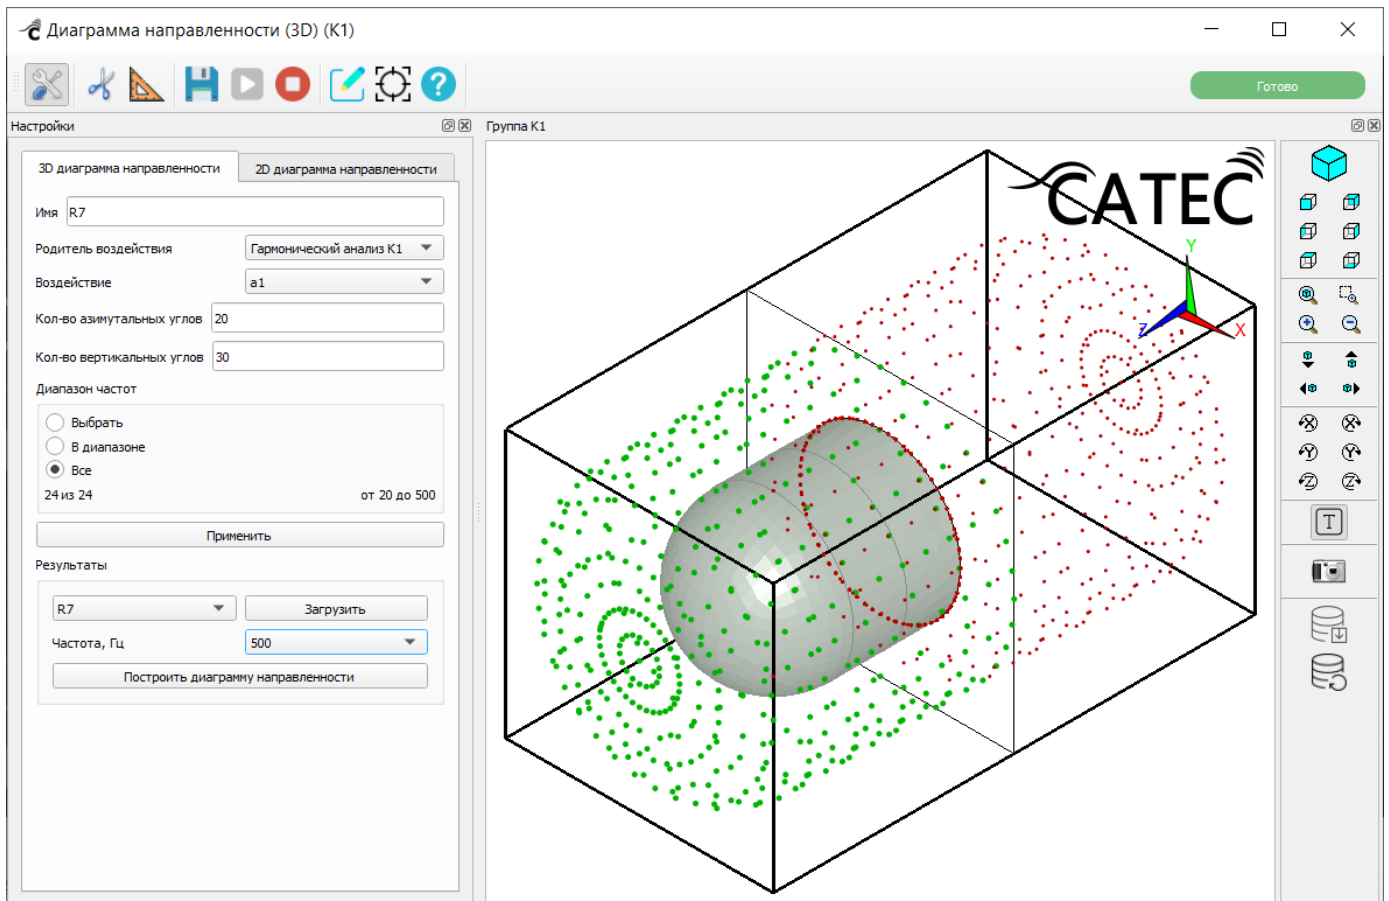 Диаграмма направленности (3D) (K1)
Готово
Настройки
Группа K1
3D диаграмма направленности
2D диаграмма направленности
Имя R7
Родитель воздействия Гармонический анализ K1
Воздействие a1
Кол-во азимутальных углов 20
Кол-во вертикальных углов 30
Диапазон частот
Выбрать
В диапазоне
Все
24 из 24 от 20 до 500
Применить
Результаты
R7 Загрузить
Частота, Гц 500
Построить диаграмму направленности
CATEC
Y
Z
X
X X
Y Y
Z Z
T